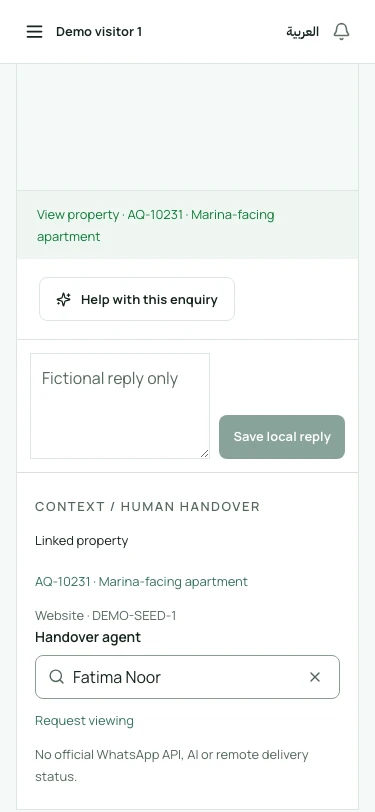 Demo visitor 1
العربية
View property · AQ-10231 · Marina-facing
apartment
Help with this enquiry
Fictional reply only
Save local reply
CONTEXT / HUMAN HANDOVER
Linked property
AQ-10231 · Marina-facing apartment
Website · DEMO-SEED-1
Handover agent
Fatima Noor
Request viewing
No official WhatsApp API, AI or remote delivery
status.